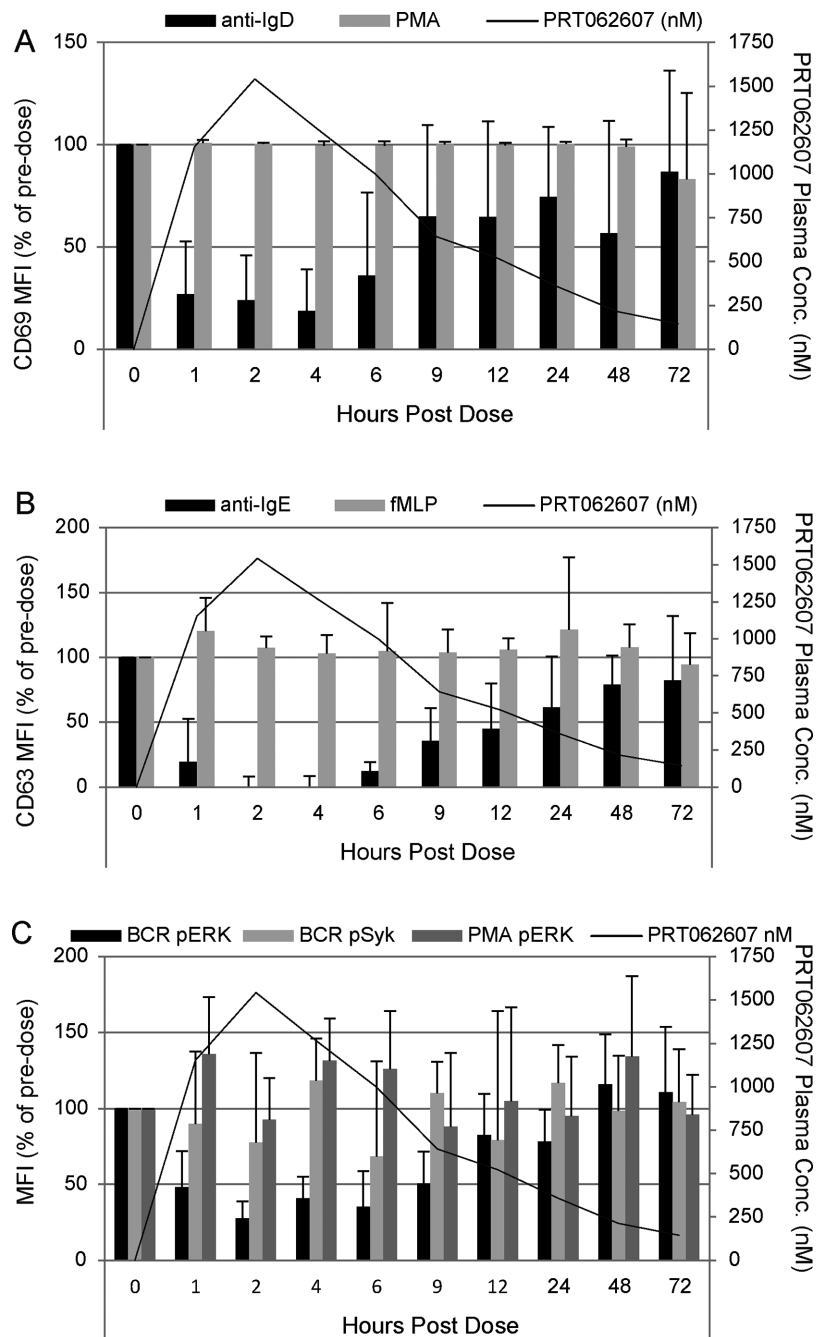 A
anti-IgD PMA PRT062607 (nM)
CD69 MFI (% of pre-dose)
150
100
50
0
1750
1500
1250
1000
750
500
250
0
PRT062607 Plasma Conc. (nM)
0 1 2 4 6 9 12 24 48 72
Hours Post Dose
B
anti-IgE fMLP PRT062607 (nM)
CD63 MFI (% of pre-dose)
200
150
100
50
0
1750
1500
1250
1000
750
500
250
0
PRT062607 Plasma Conc. (nM)
0 1 2 4 6 9 12 24 48 72
Hours Post Dose
C
BCR pERK BCR pSyk PMA pERK PRT062607 nM
MFI (% of pre-dose)
200
150
100
50
0
1750
1500
1250
1000
750
500
250
0
PRT062607 Plasma Conc. (nM)
0 1 2 4 6 9 12 24 48 72
Hours Post Dose